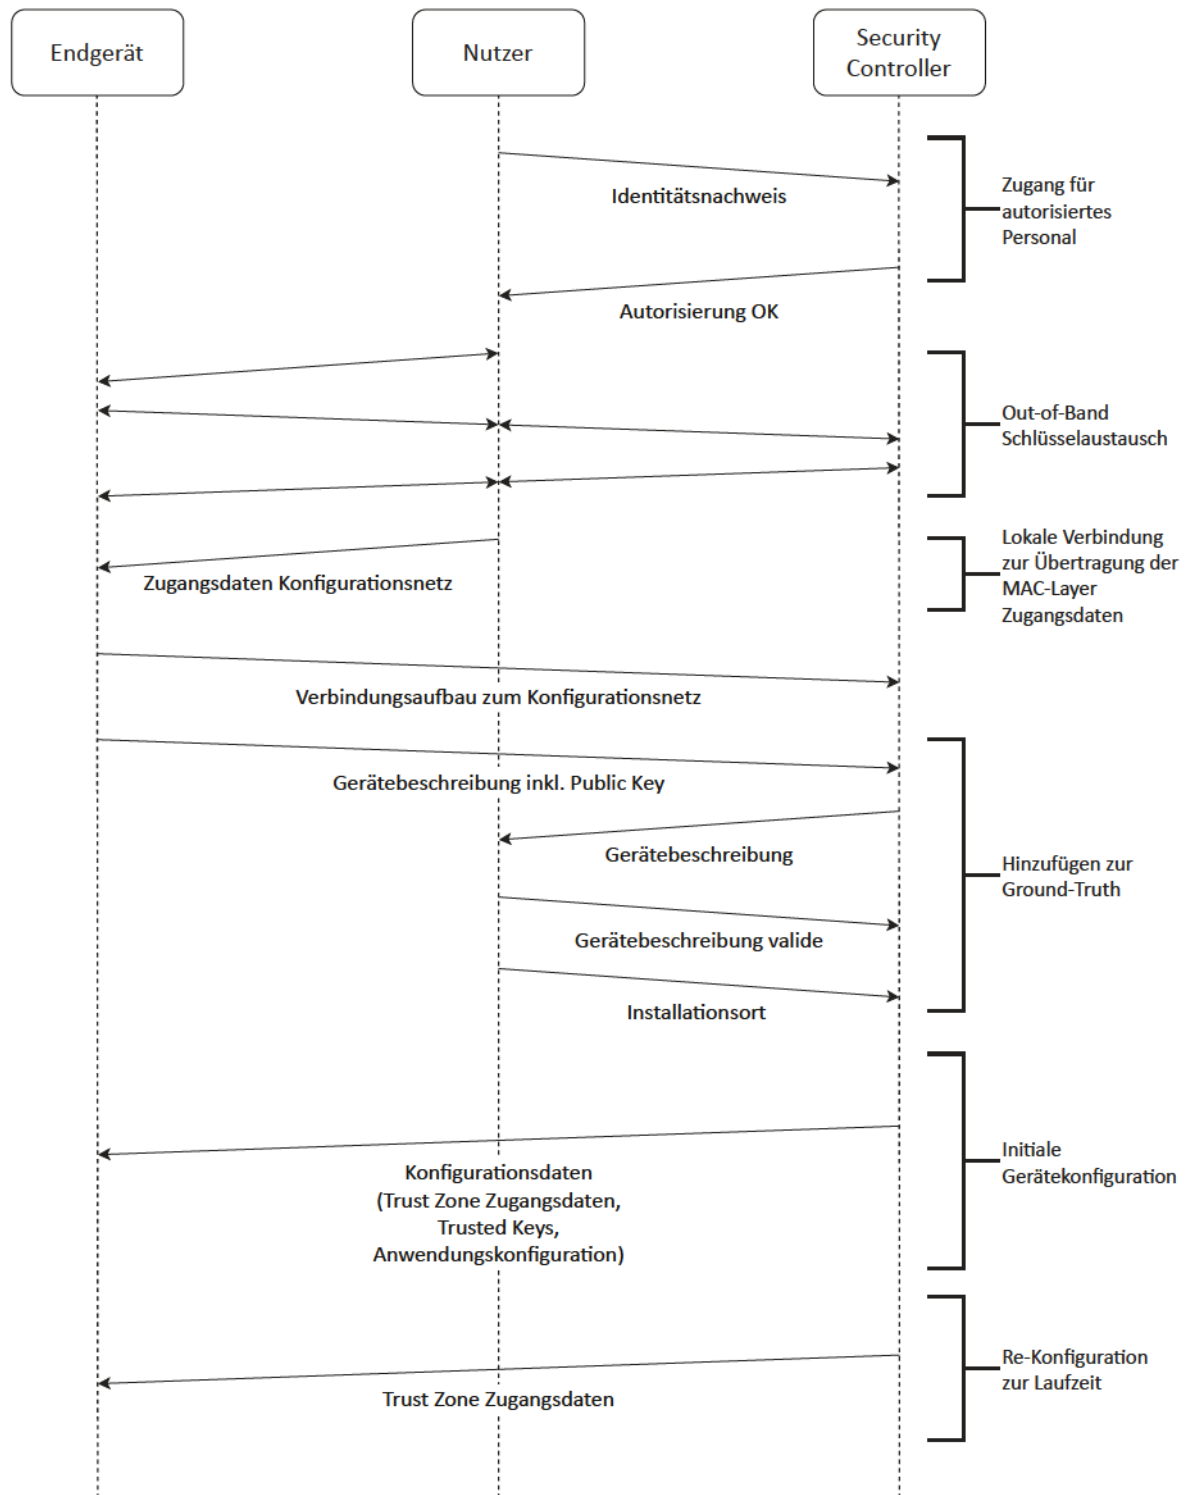 Endgerät
Nutzer
Security
Controller
Identitätsnachweis
Zugang für
autorisiertes
Personal
Autorisierung OK
Out-of-Band
Schlüsselaustausch
Zugangsdaten Konfigurationsnetz
Lokale Verbindung
zur Übertragung der
MAC-Layer
Zugangsdaten
Verbindungsaufbau zum Konfigurationsnetz
Gerätebeschreibung inkl. Public Key
Gerätebeschreibung
Hinzufügen zur
Ground-Truth
Gerätebeschreibung valide
Installationsort
Konfigurationsdaten
(Trust Zone Zugangsdaten,
Trusted Keys,
Anwendungskonfiguration)
Initiale
Gerätekonfiguration
Re-Konfiguration
zur Laufzeit
Trust Zone Zugangsdaten